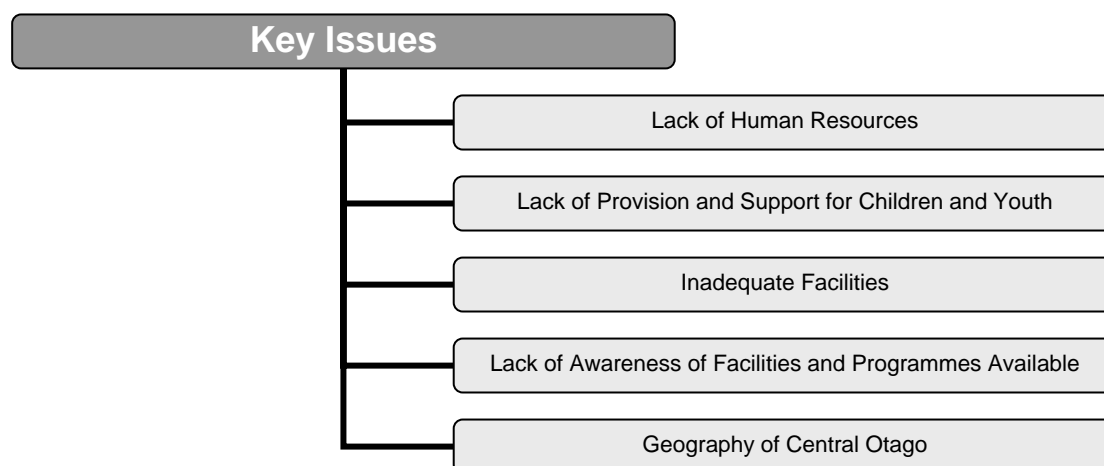 Key Issues
Lack of Human Resources
Lack of Provision and Support for Children and Youth
Inadequate Facilities
Lack of Awareness of Facilities and Programmes Available
Geography of Central Otago